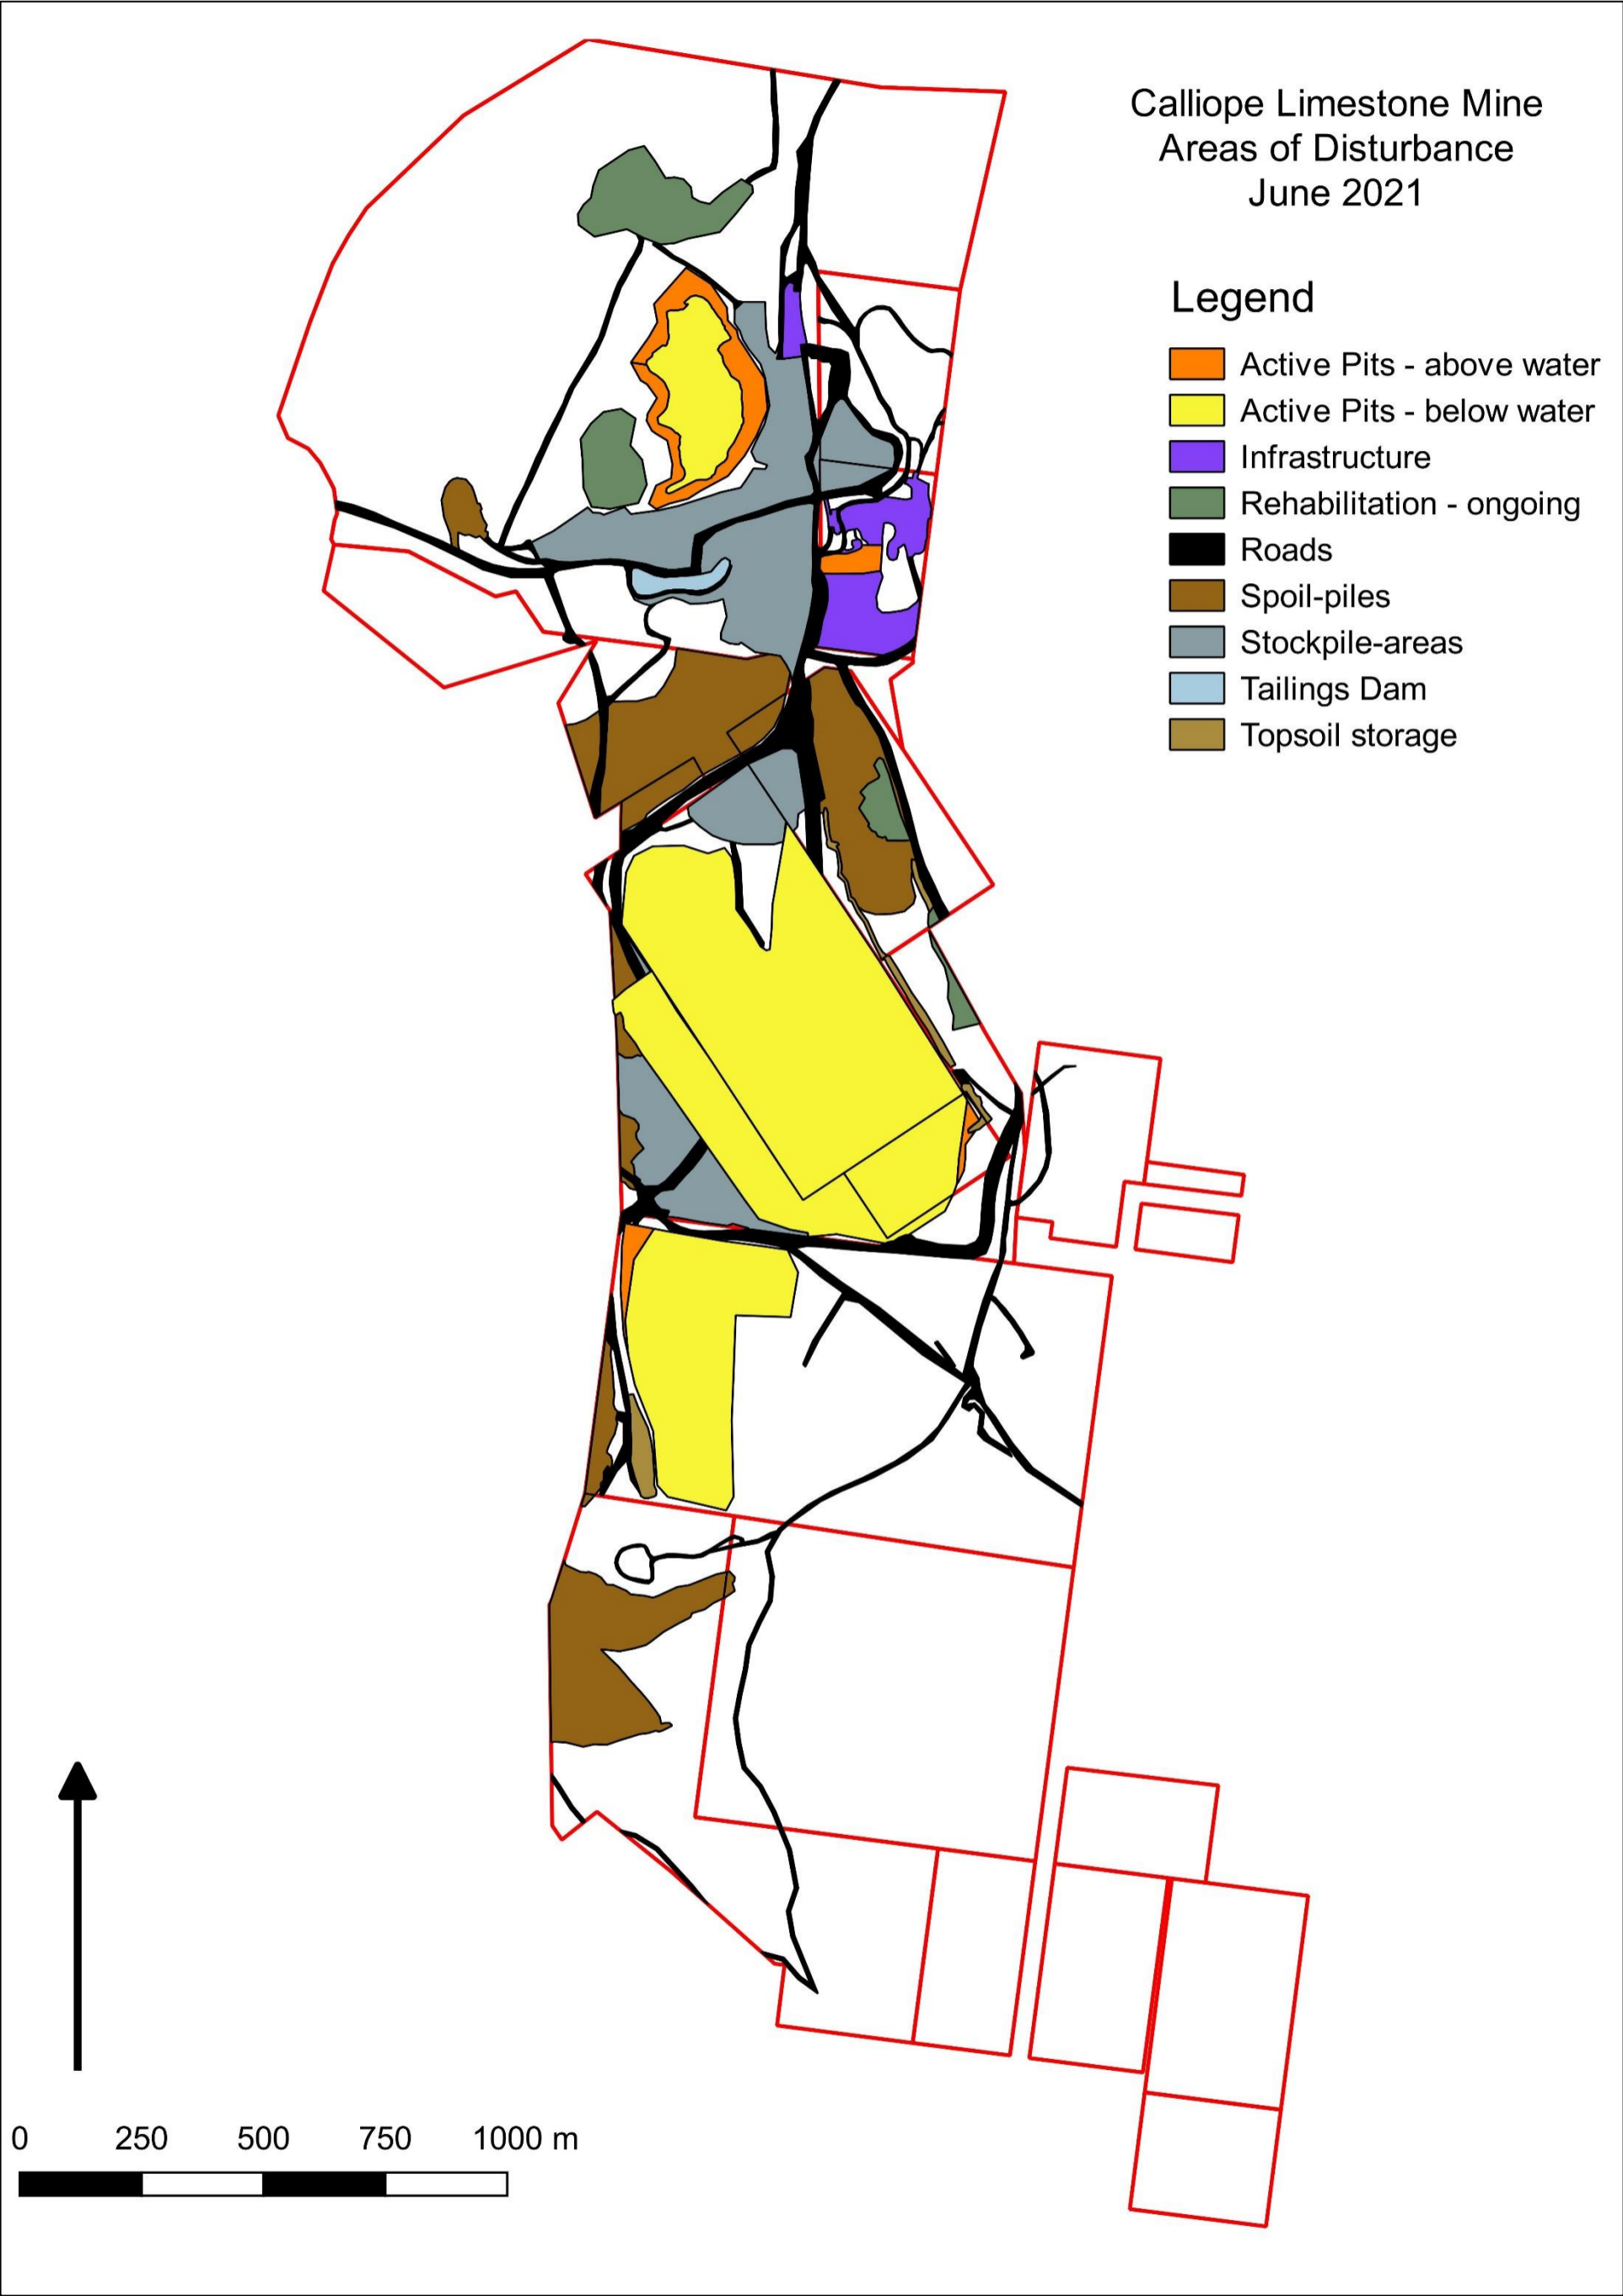 Calliope Limestone Mine
Areas of Disturbance
June 2021
Legend
Active Pits - above water
Active Pits - below water
Infrastructure
Rehabilitation - ongoing
Roads
Spoil-piles
Stockpile-areas
Tailings Dam
Topsoil storage
0 250 500 750 1000 m